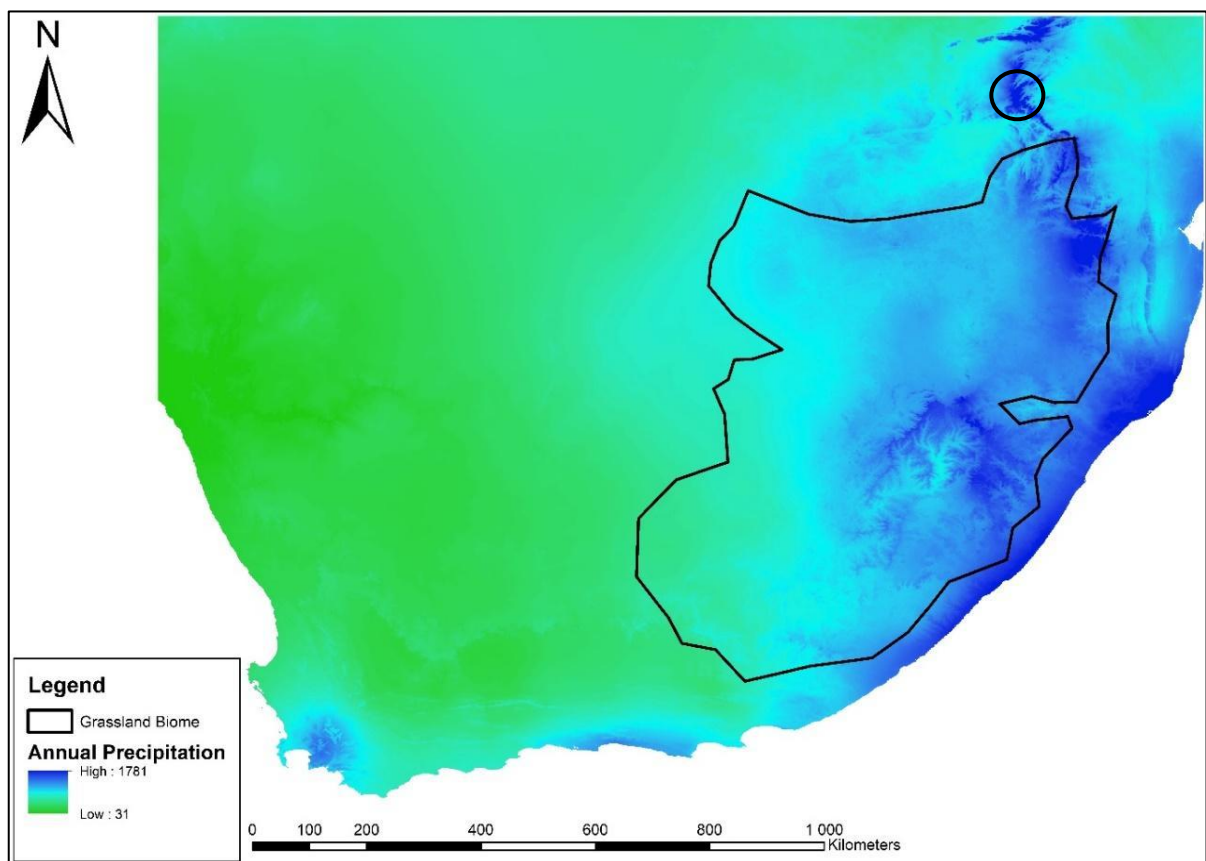 N
Legend
Grassland Biome
Annual Precipitation
High : 1781
Low : 31
0 100 200 400 600 800 1 000
Kilometers